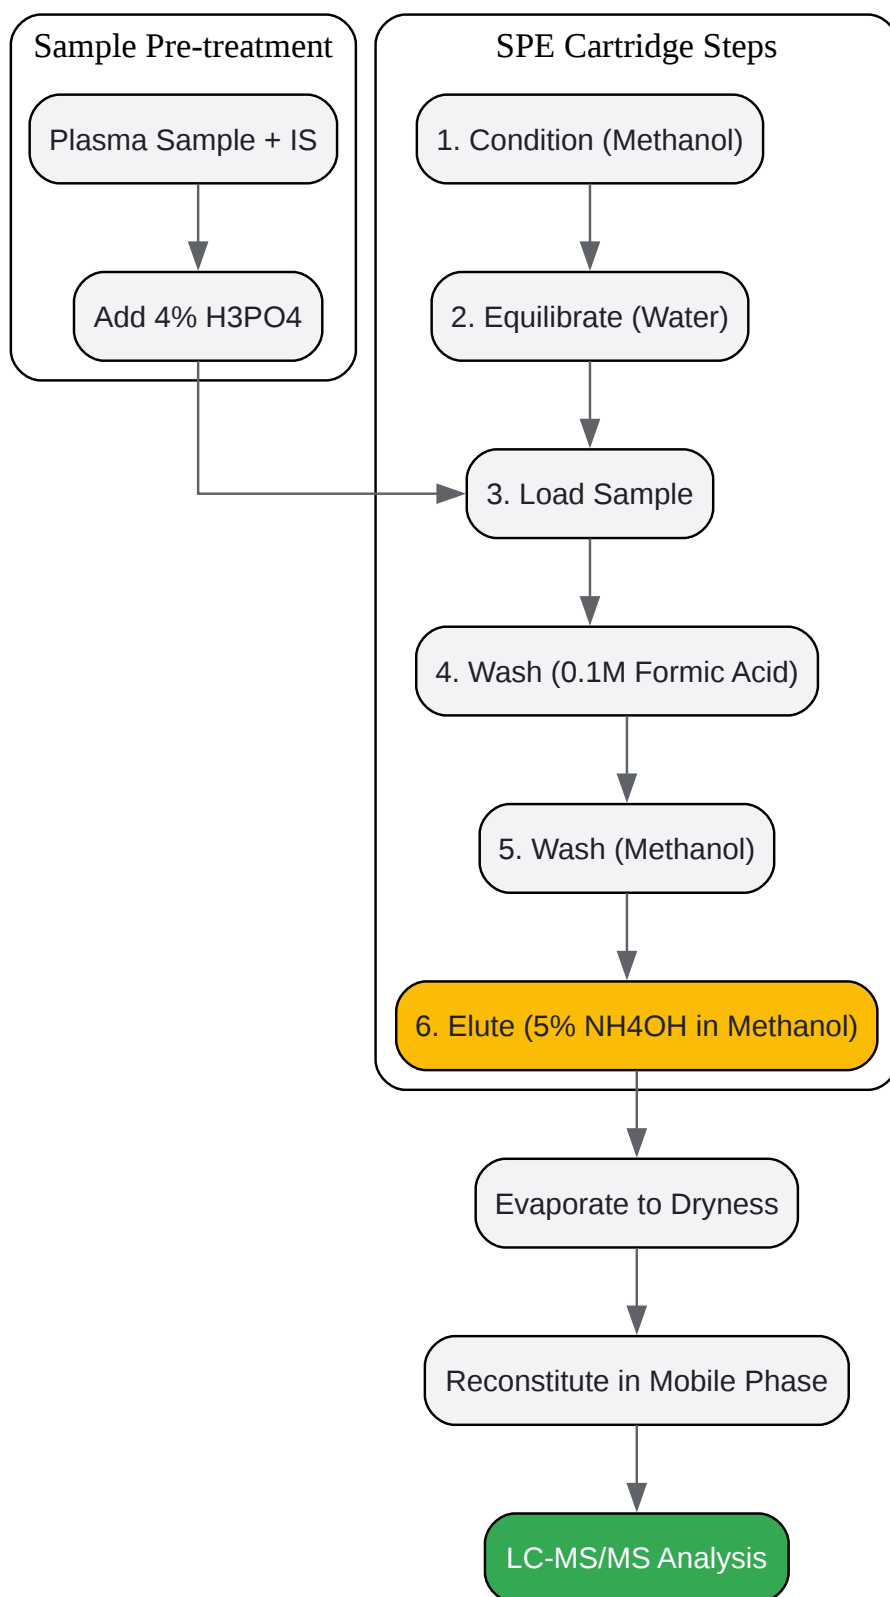 Sample Pre-treatment
Plasma Sample + IS
Add 4% H3PO4
SPE Cartridge Steps
1. Condition (Methanol)
2. Equilibrate (Water)
3. Load Sample
4. Wash (0.1M Formic Acid)
5. Wash (Methanol)
6. Elute (5% NH4OH in Methanol)
Evaporate to Dryness
Reconstitute in Mobile Phase
LC-MS/MS Analysis